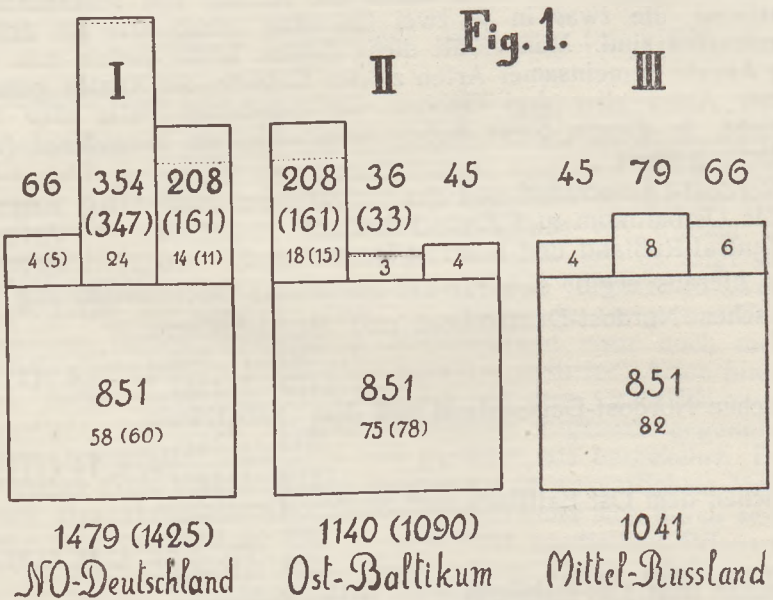 Fig. 1.
I II III
66 354 208 208 36 45 45 79 66
(347) (161) (161) (33)
4 (5) 24 14 (11) 18 (15) 3 4 4 8 6
851 851 851
58 (60) 75 (78) 82
1479 (1425) 1140 (1090) 1041
NO-Deutschland Ost-Baltikum Mittel-Russland